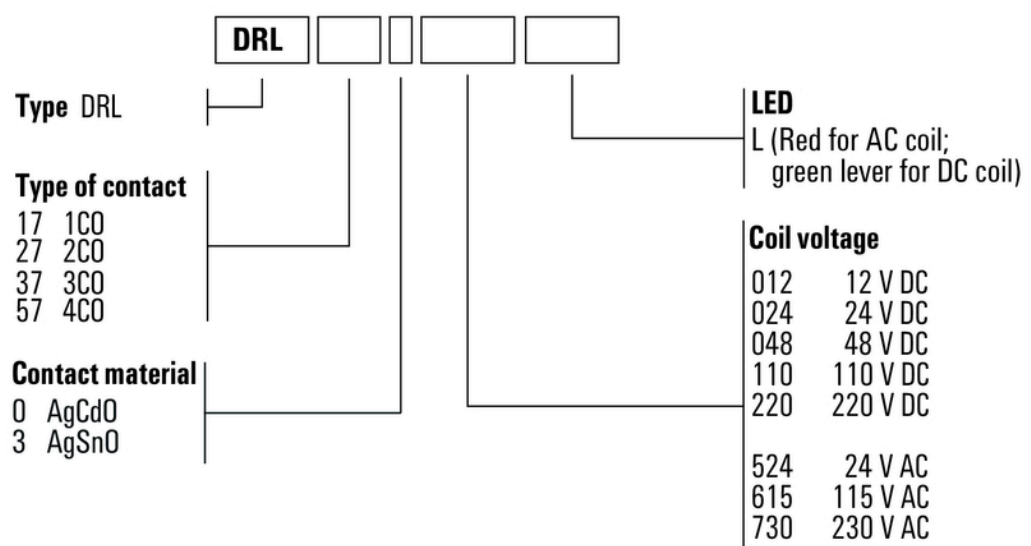 DRL
Type DRL
Type of contact
17 1CO
27 2CO
37 3CO
57 4CO
Contact material
0 AgCdO
3 AgSnO
LED
L (Red for AC coil;
green lever for DC coil)
Coil voltage
012 12 V DC
024 24 V DC
048 48 V DC
110 110 V DC
220 220 V DC
524 24 V AC
615 115 V AC
730 230 V AC